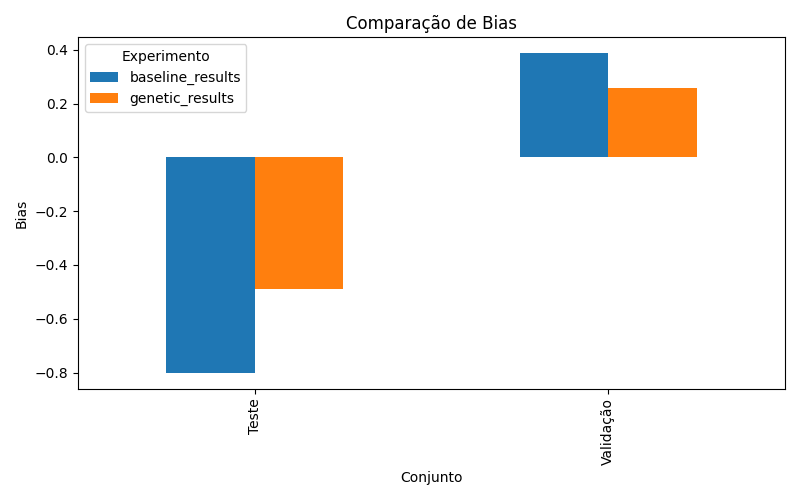 Comparação de Bias
Experimento
baseline_results
genetic_results
Bias
0.4
0.2
0.0
−0.2
−0.4
−0.6
−0.8
Teste
Validação
Conjunto